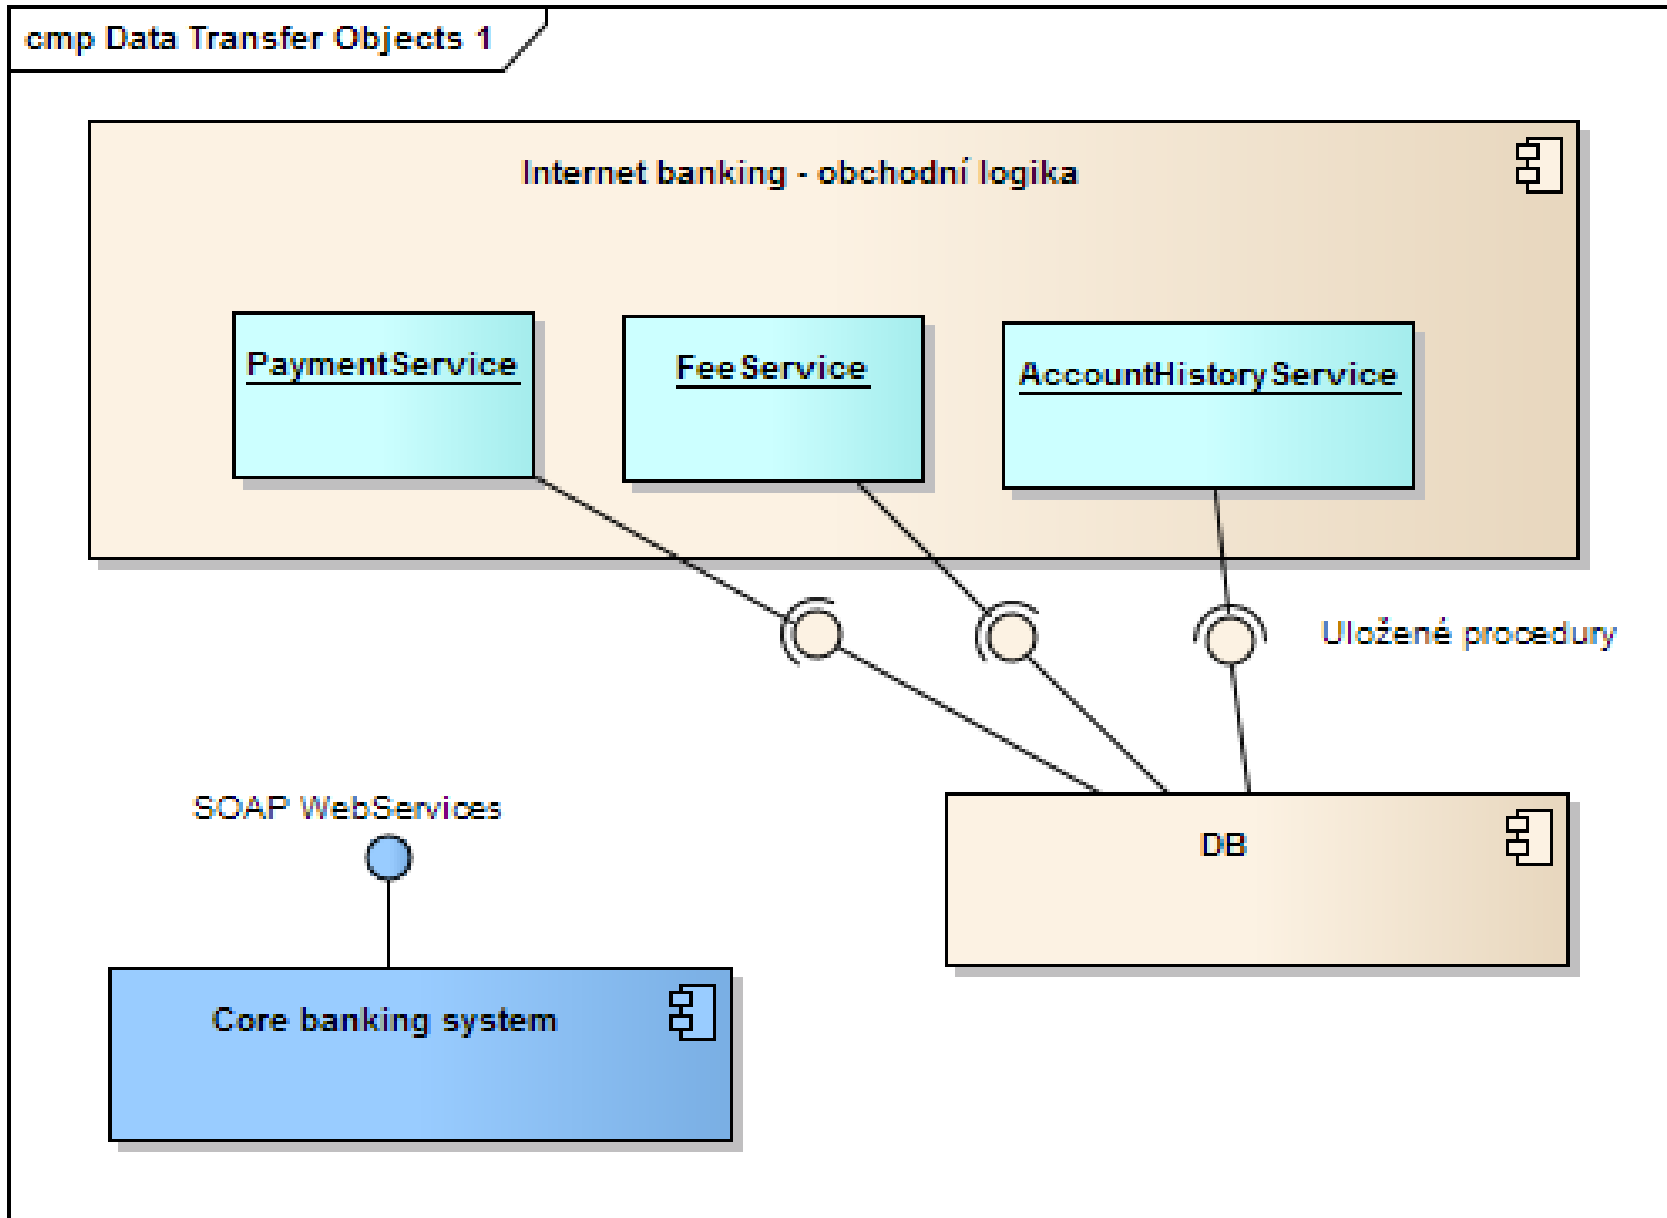 cmp Data Transfer Objects 1
Internet banking - obchodní logika
PaymentService
FeeService
AccountHistoryService
Uložené procedury
SOAP WebServices
DB
Core banking system